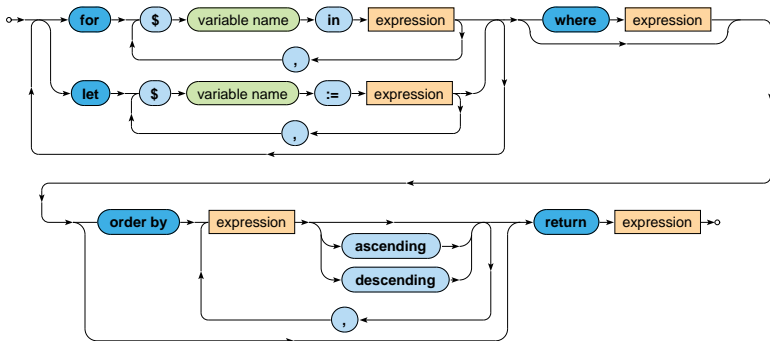 for $ variable name in expression where expression
,
let $ variable name := expression
,
order by expression return expression
ascending
descending
,